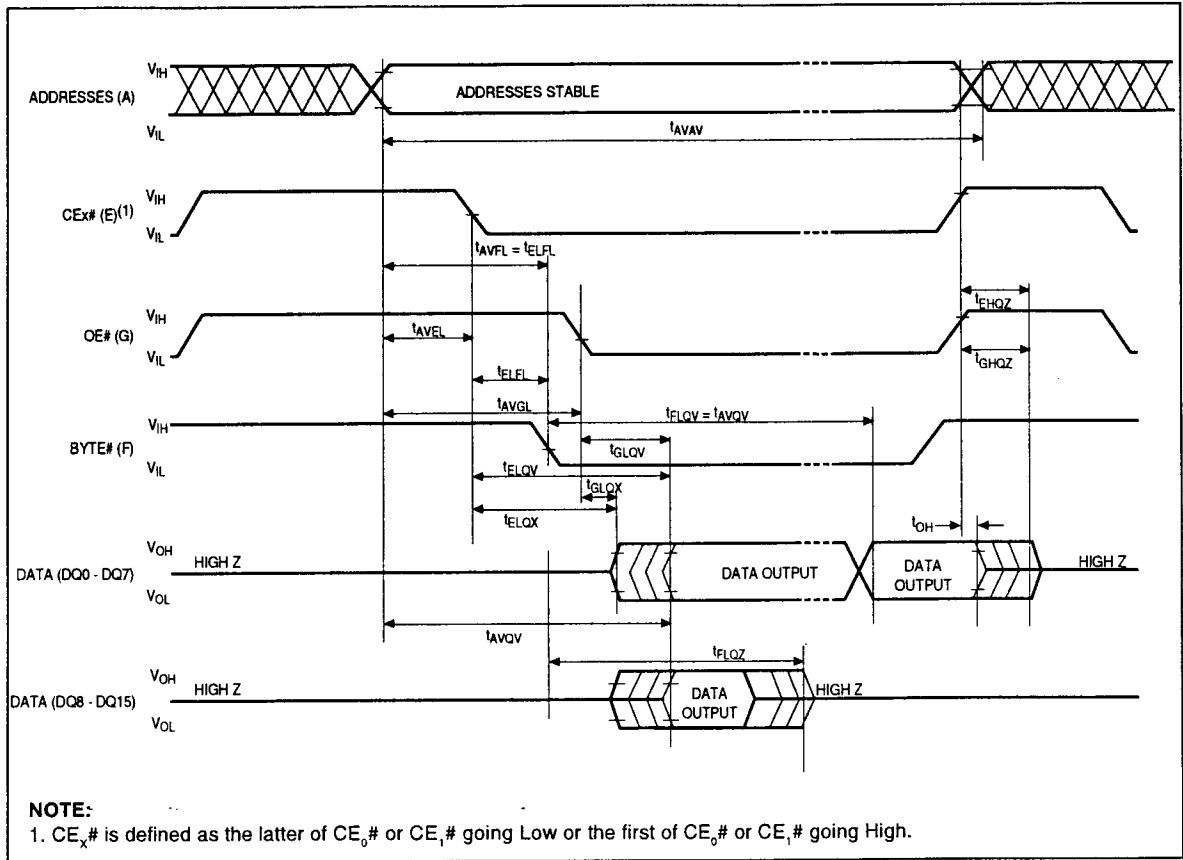 VIH
ADDRESSES (A)
ADDRESSES STABLE
VIL
tAVAV
VIH
CEx# (E)(1)
VIL
tAVFL = tELFL
VIH
OE# (G)
tEHQZ
tAVEL
VIL
tGHQZ
tELFL
tAVGL
tFLQV = tAVQV
VIH
BYTE# (F)
tGLQV
VIL
tELQV
tGLQX
tELQX
tOH
VOH
HIGH Z
DATA (DQ0 - DQ7)
DATA OUTPUT
DATA
OUTPUT
HIGH Z
VOL
tAVQV
tFLQZ
VOH
HIGH Z
DATA (DQ8 - DQ15)
DATA
OUTPUT
HIGH Z
VOL
NOTE:
1. CEx# is defined as the latter of CE0# or CE1# going Low or the first of CE0# or CE1# going High.